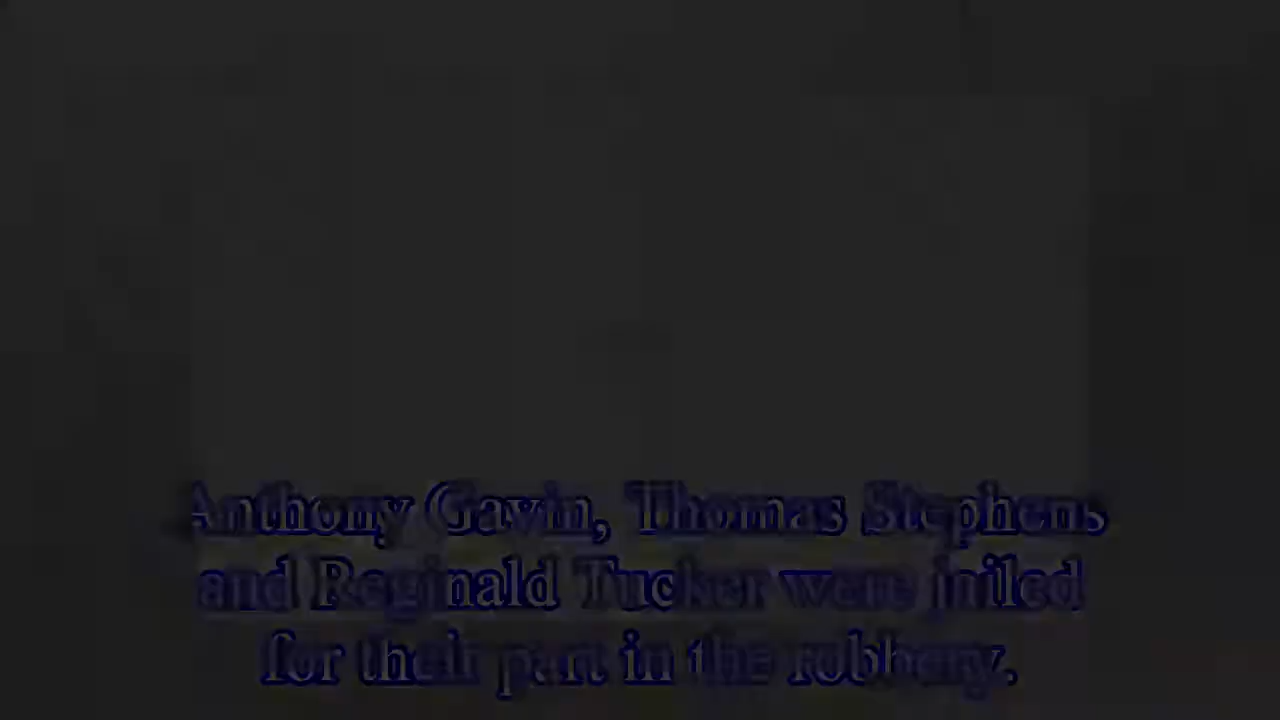 Anthony Gavin, Thomas Stephens
and Reginald Tucker were jailed
for their part in the robbery.